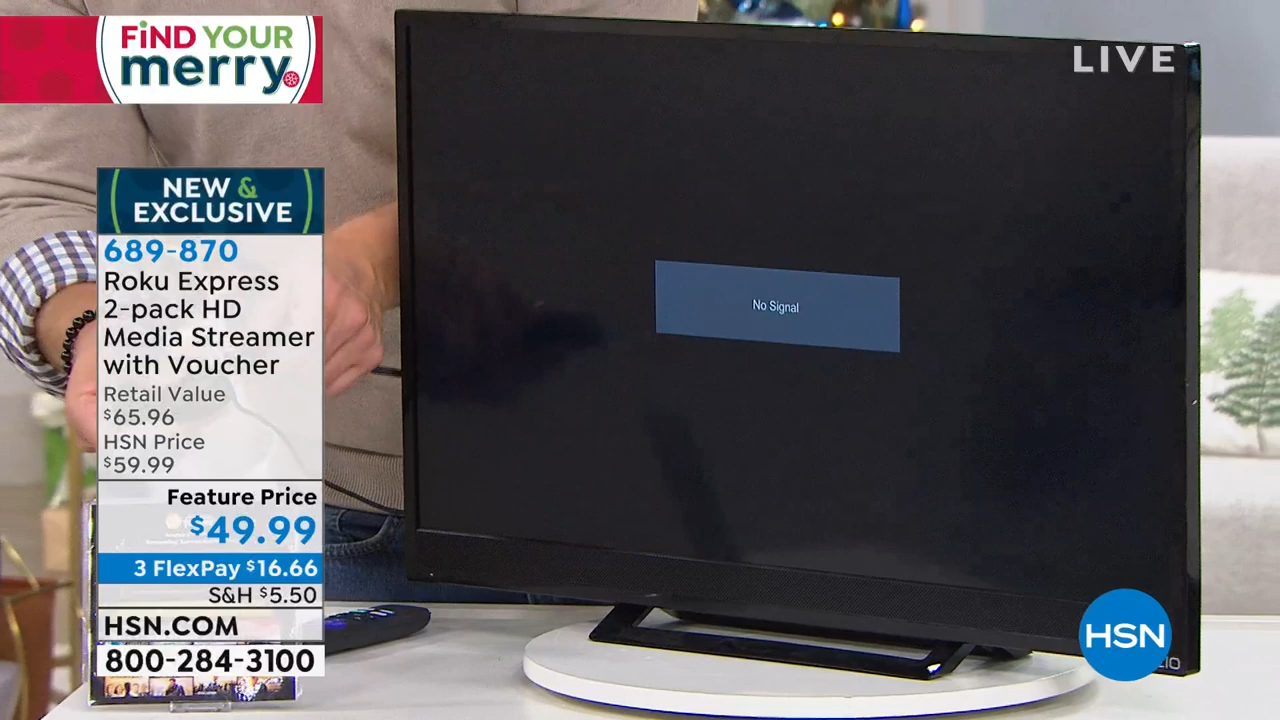 FiND YOUR
merry
LIVE
NEW &
EXCLUSIVE
689-870
Roku Express
2-pack HD
Media Streamer
with Voucher
Retail Value
$65.96
HSN Price
$59.99
Feature Price
$49.99
3 FlexPay $16.66
S&H $5.50
HSN.COM
800-284-3100
No Signal
HSN